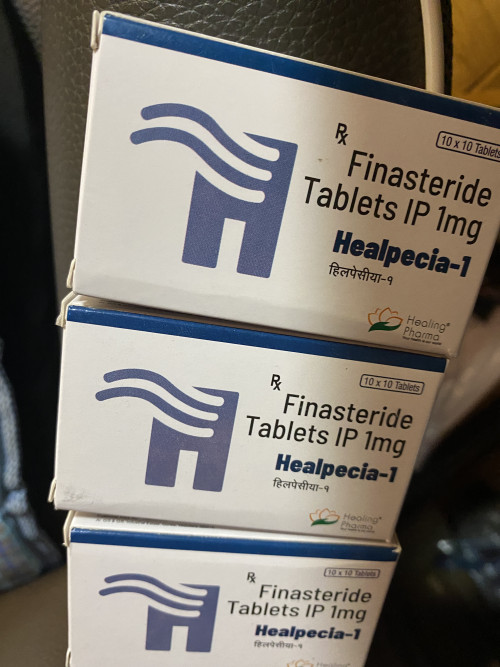 Rx
10 x 10 Tablets
Finasteride
Tablets IP 1mg
Healpecia-1
हिलपेसीया-१
Healing®
Pharma
Rx
10 x 10 Tablets
Finasteride
Tablets IP 1mg
Healpecia-1
हिलपेसीया-१
Healing®
Pharma
Rx
10 x 10 Tablets
Finasteride
Tablets IP 1mg
Healpecia-1
हिलपेसीया-१
Healing